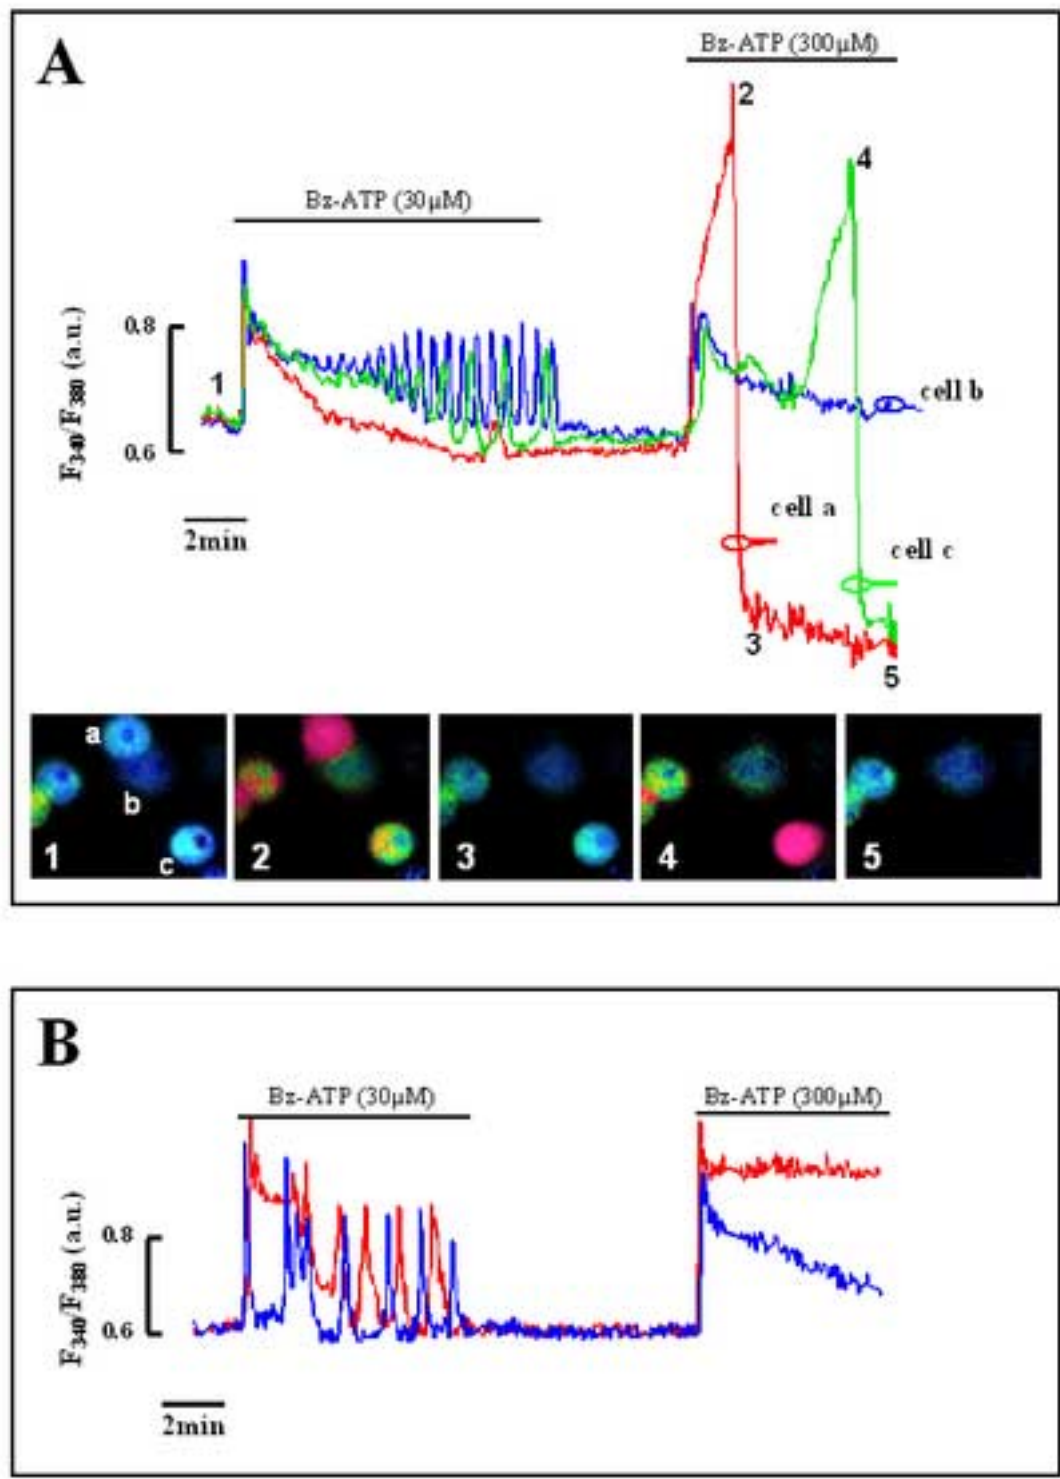 A
Bz-ATP (300µM)
2
4
Bz-ATP (30µM)
F340/F380 (a.u.)
0.8
1
0.6
2min
cell b
cell a
cell c
3
5
a
b
c
1
2
3
4
5
B
Bz-ATP (30µM)
Bz-ATP (300µM)
F340/F380 (a.u.)
0.8
0.6
2min